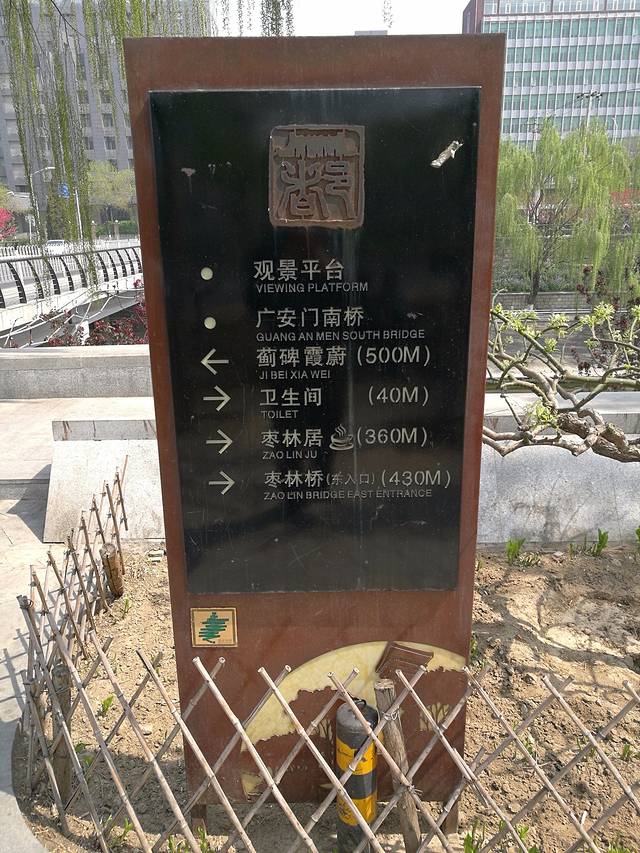 观景平台
VIEWING PLATFORM
广安门南桥
GUANG AN MEN SOUTH BRIDGE
蓟碑霞蔚 (500M)
JI BEI XIA WEI
卫生间 (40M)
TOILET
枣林居 (360M)
ZAO LIN JU
枣林桥(东入口) (430M)
ZAO LIN BRIDGE EAST ENTRANCE